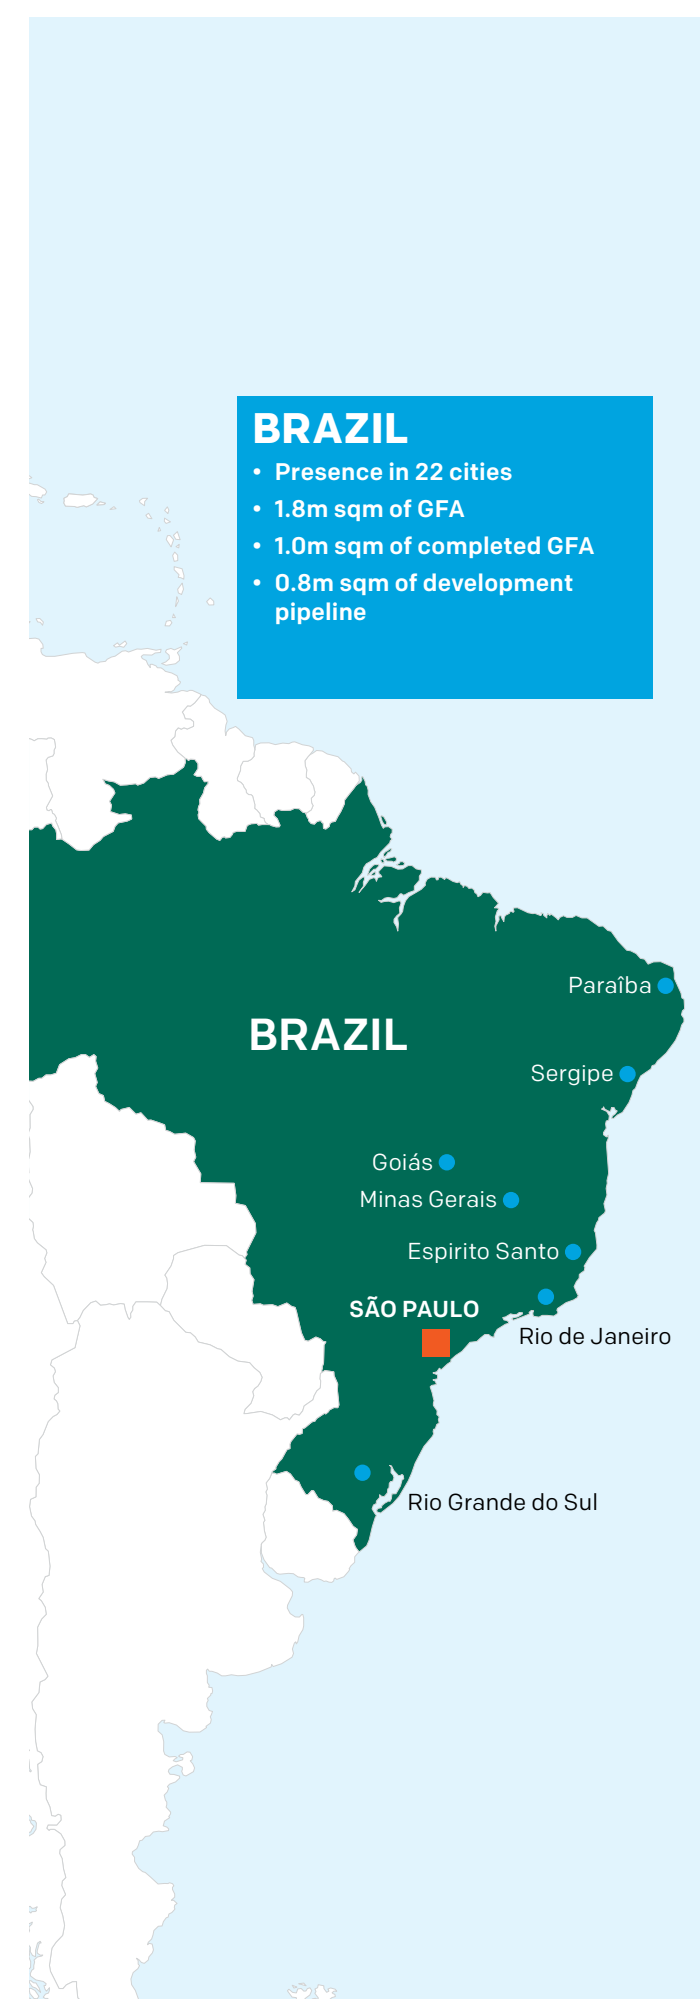 BRAZIL
• Presence in 22 cities
• 1.8m sqm of GFA
• 1.0m sqm of completed GFA
• 0.8m sqm of development
pipeline
Paraîba
BRAZIL
Sergipe
Goiás
Minas Gerais
Espirito Santo
SÃO PAULO
Rio de Janeiro
Rio Grande do Sul